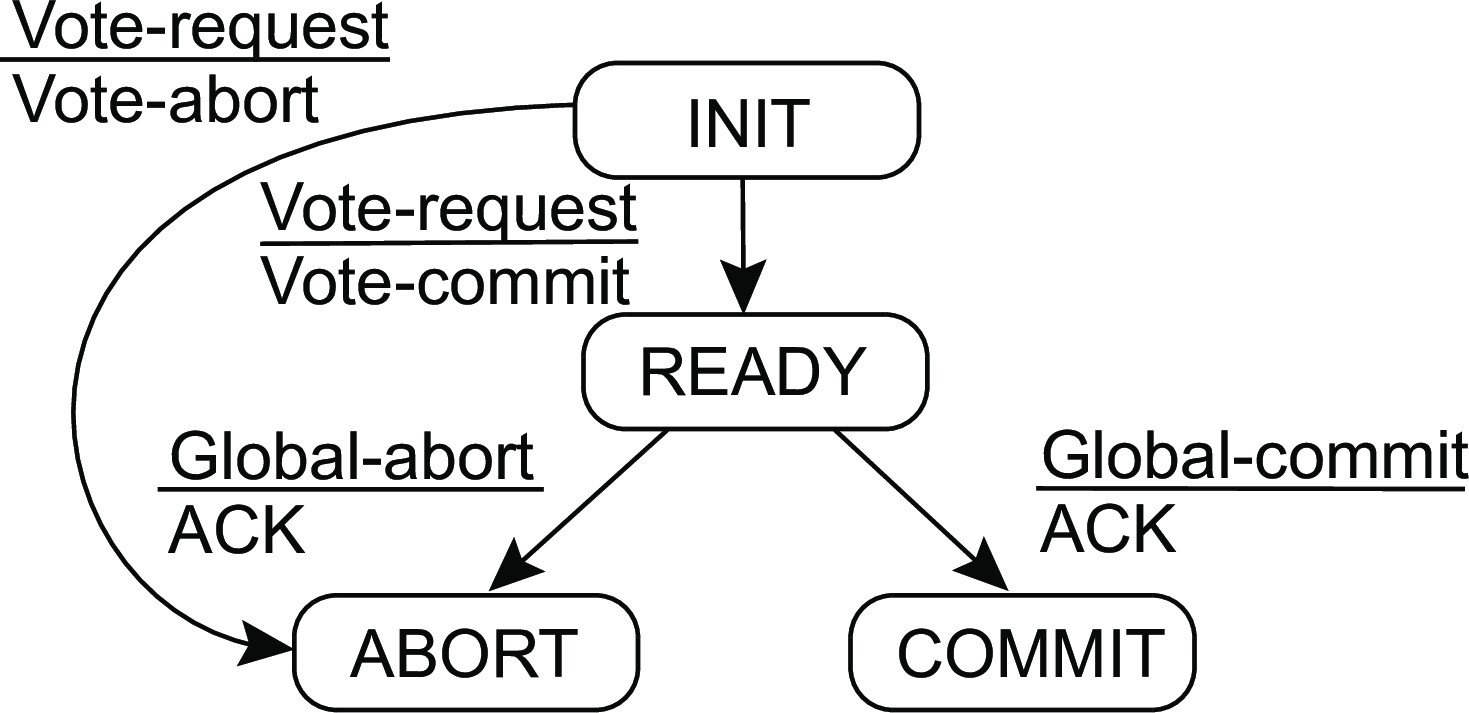 Vote-request
Vote-abort
INIT
Vote-request
Vote-commit
READY
Global-abort
ACK
Global-commit
ACK
ABORT
COMMIT